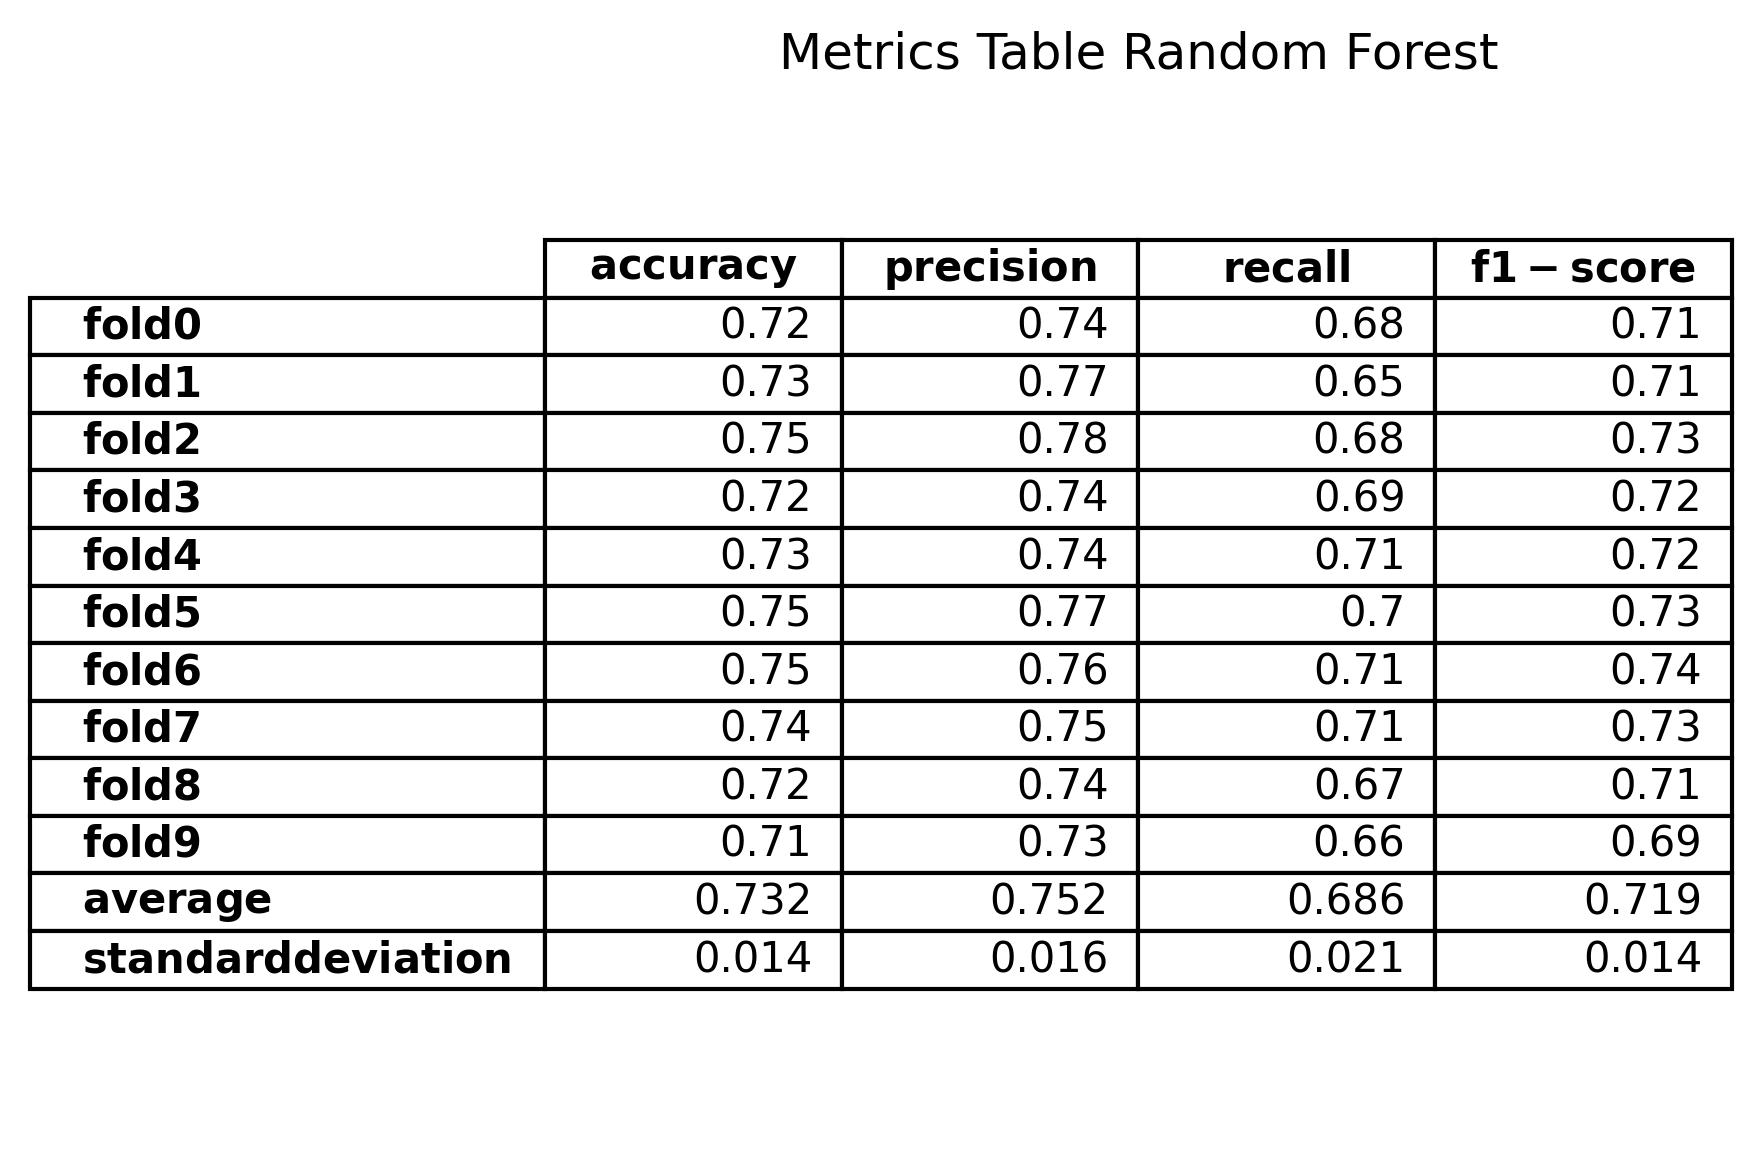 Metrics Table Random Forest
accuracy precision recall f1 − score
fold0 0.72 0.74 0.68 0.71
fold1 0.73 0.77 0.65 0.71
fold2 0.75 0.78 0.68 0.73
fold3 0.72 0.74 0.69 0.72
fold4 0.73 0.74 0.71 0.72
fold5 0.75 0.77 0.7 0.73
fold6 0.75 0.76 0.71 0.74
fold7 0.74 0.75 0.71 0.73
fold8 0.72 0.74 0.67 0.71
fold9 0.71 0.73 0.66 0.69
average 0.732 0.752 0.686 0.719
standarddeviation 0.014 0.016 0.021 0.014